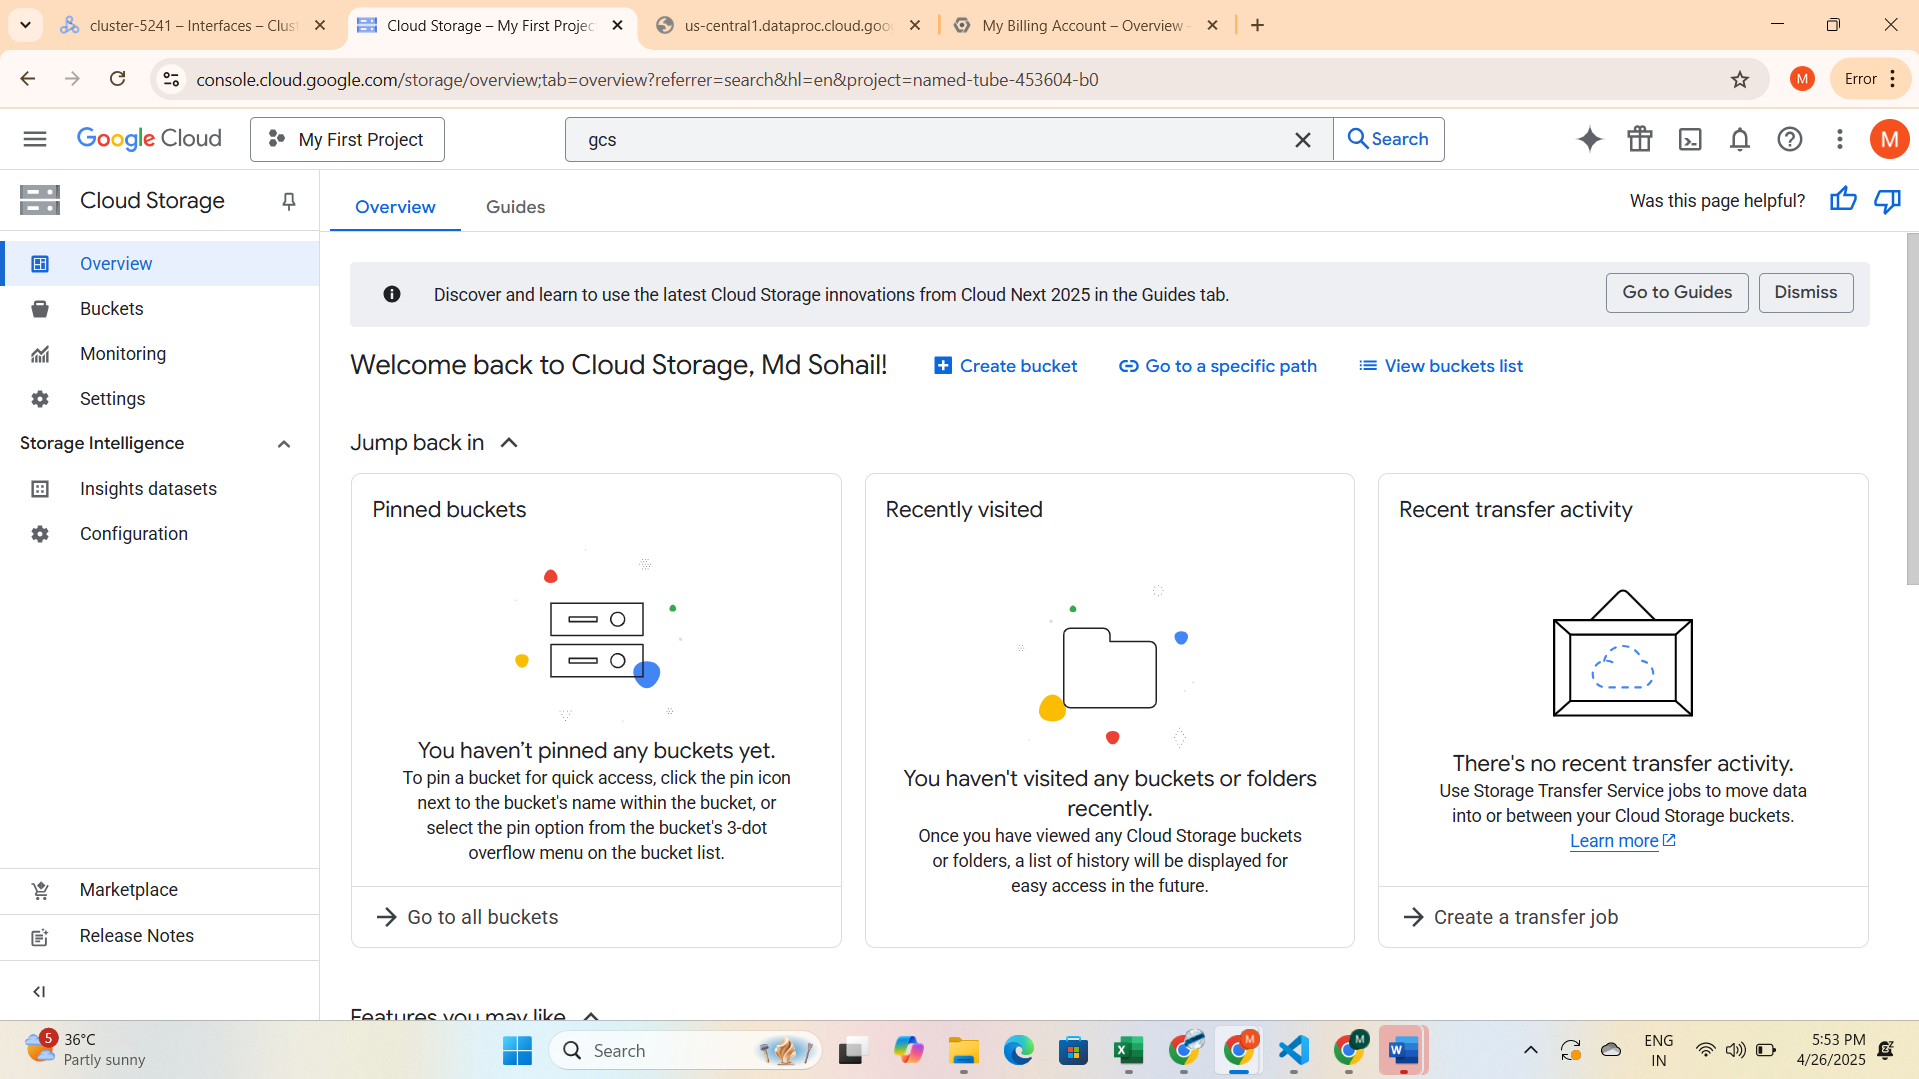 cluster-5241 – Interfaces – Clust
Cloud Storage – My First Projec
us-central1.dataproc.cloud.goo
My Billing Account – Overview –
console.cloud.google.com/storage/overview;tab=overview?referrer=search&hl=en&project=named-tube-453604-b0
M
Error
Google Cloud
My First Project
gcs
Search
M
Cloud Storage
Overview
Guides
Was this page helpful?
Overview
Buckets
Monitoring
Settings
Storage Intelligence
Insights datasets
Configuration
Marketplace
Release Notes
Discover and learn to use the latest Cloud Storage innovations from Cloud Next 2025 in the Guides tab.
Go to Guides
Dismiss
Welcome back to Cloud Storage, Md Sohail!
Create bucket
Go to a specific path
View buckets list
Jump back in
Pinned buckets
You haven’t pinned any buckets yet.
To pin a bucket for quick access, click the pin icon
next to the bucket's name within the bucket, or
select the pin option from the bucket's 3-dot
overflow menu on the bucket list.
Go to all buckets
Recently visited
You haven't visited any buckets or folders
recently.
Once you have viewed any Cloud Storage buckets
or folders, a list of history will be displayed for
easy access in the future.
Recent transfer activity
There's no recent transfer activity.
Use Storage Transfer Service jobs to move data
into or between your Cloud Storage buckets.
Learn more
Create a transfer job
Features you may like
5
36°C
Partly sunny
Search
M
M
W
ENG
IN
5:53 PM
4/26/2025